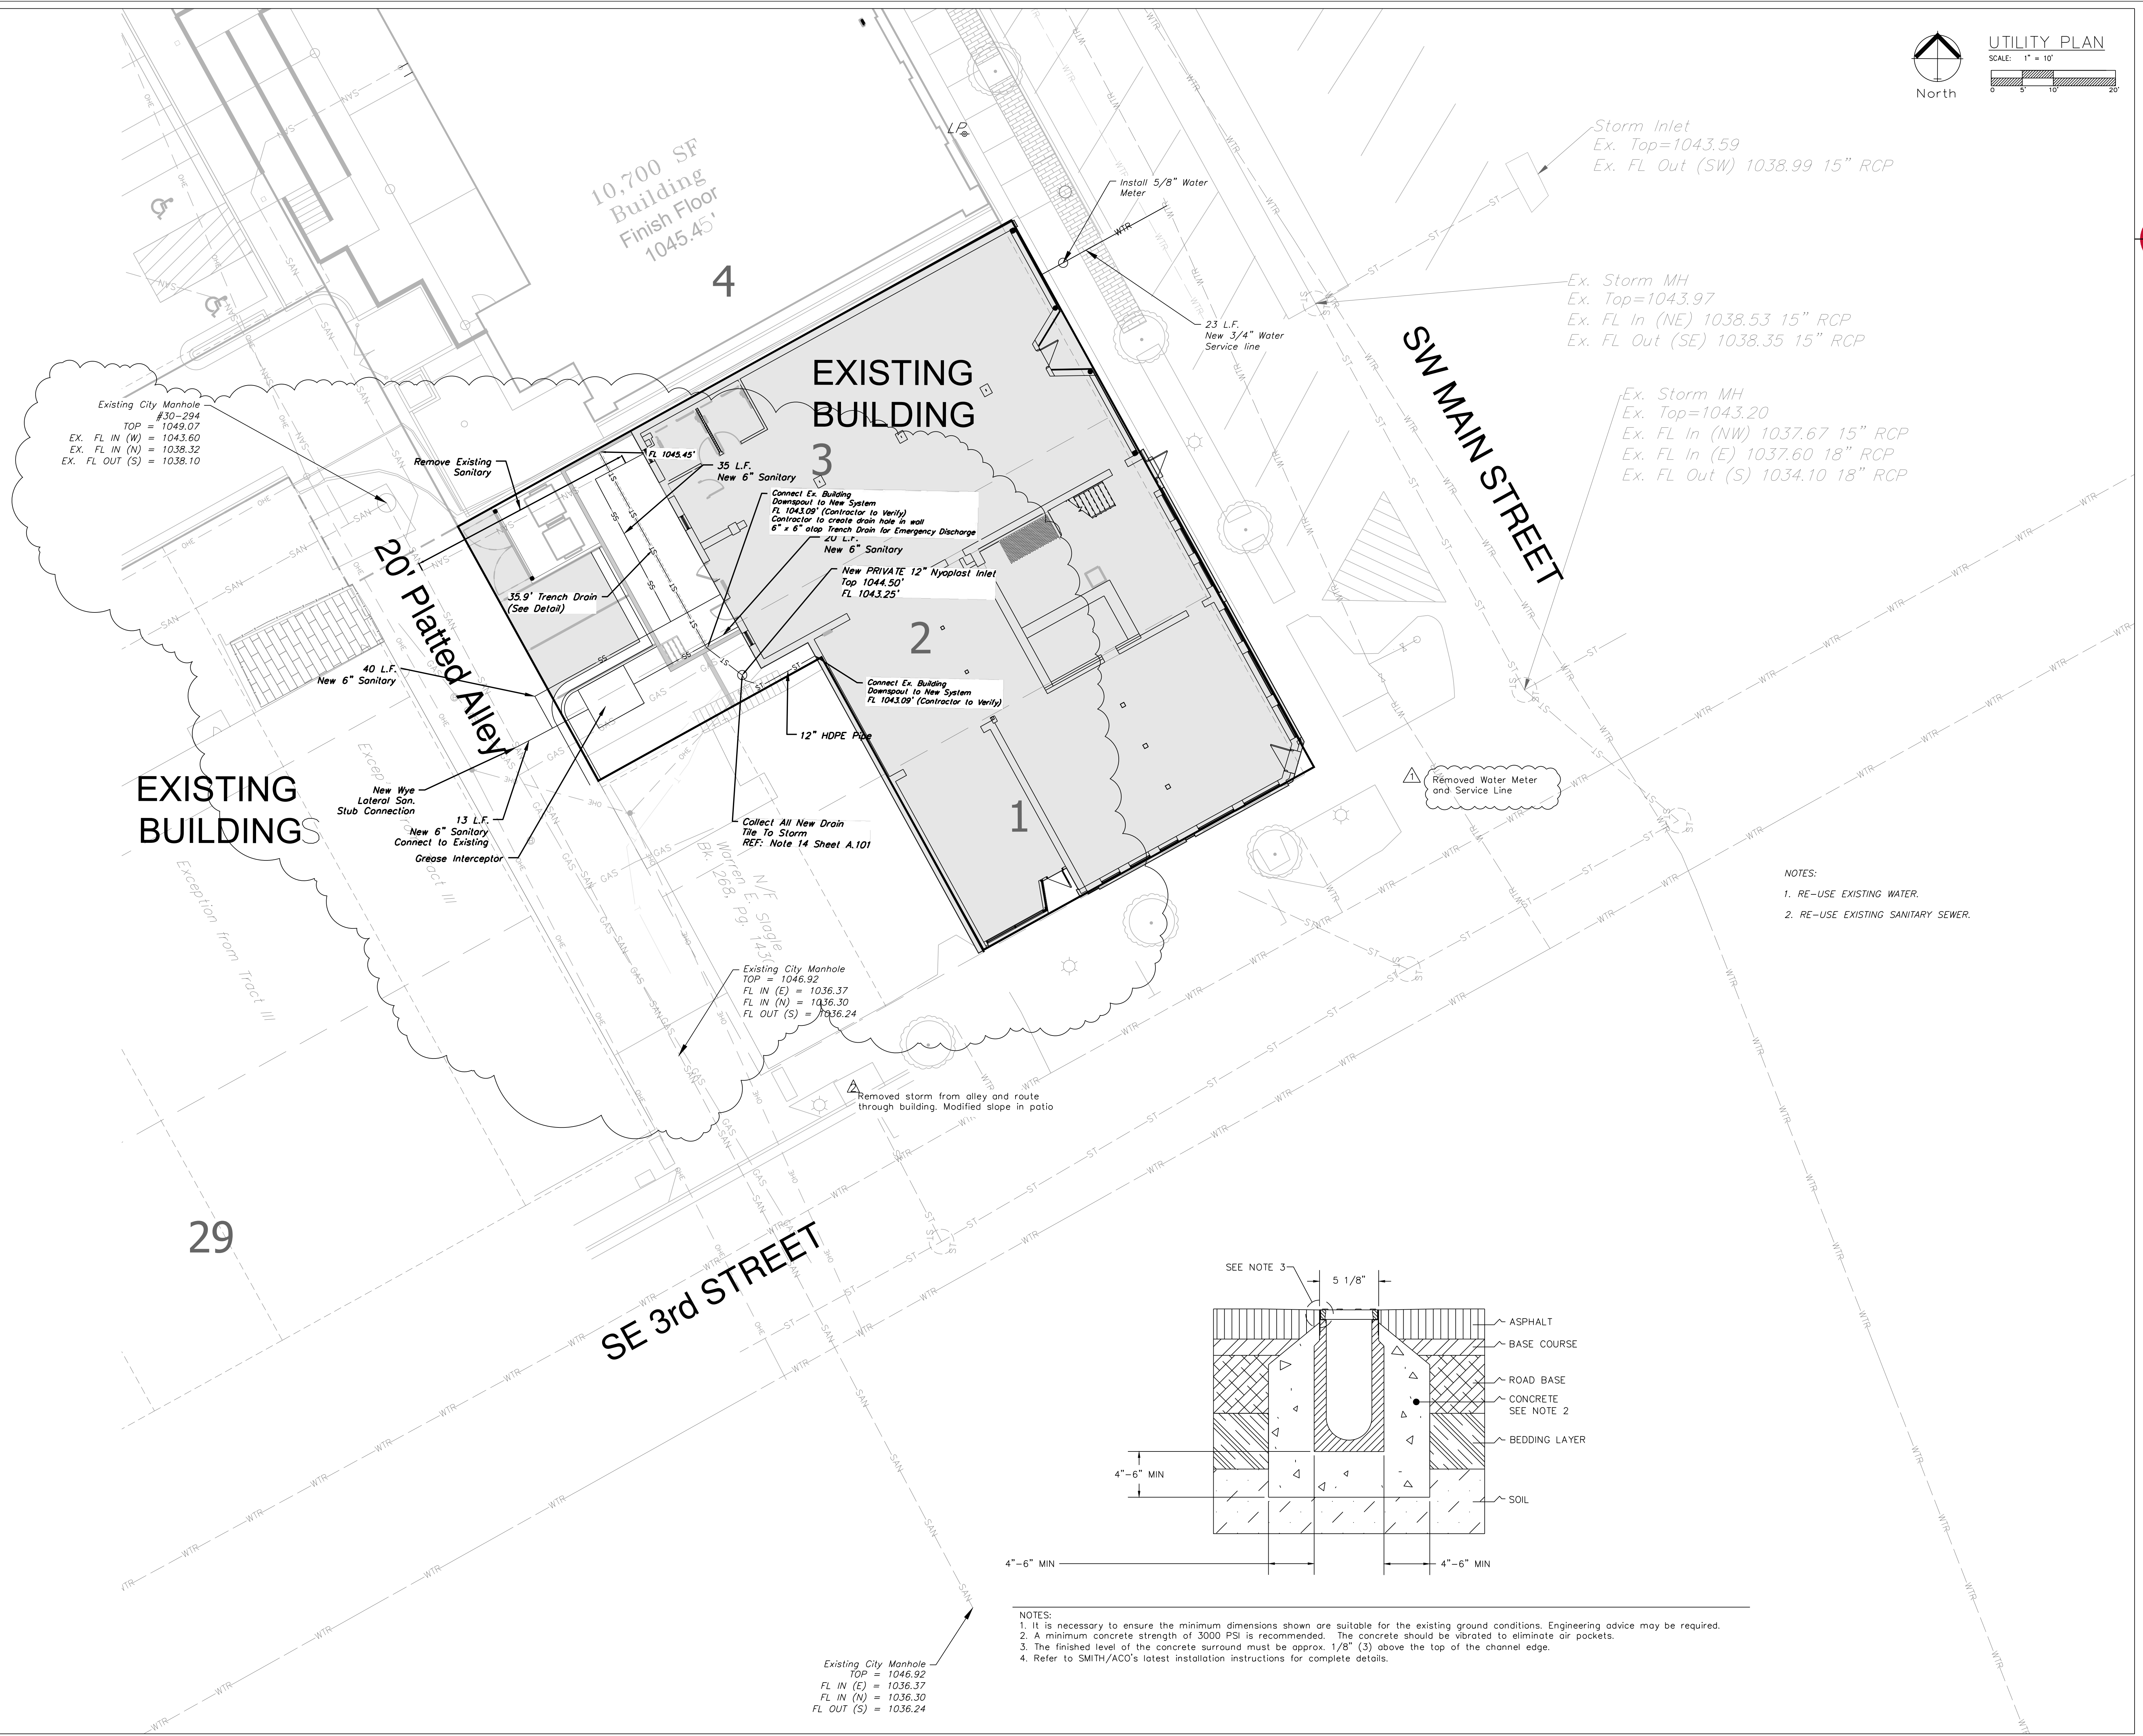 UTILITY PLAN
SCALE: 1" = 10'
0 5' 10' 20'
North
Storm Inlet
Ex. Top=1043.59
Ex. FL Out (SW) 1038.99 15" RCP
Ex. Storm MH
Ex. Top=1043.97
Ex. FL In (NE) 1038.53 15" RCP
Ex. FL Out (SE) 1038.35 15" RCP
Ex. Storm MH
Ex. Top=1043.20
Ex. FL In (NW) 1037.67 15" RCP
Ex. FL In (E) 1037.60 18" RCP
Ex. FL Out (S) 1034.10 18" RCP
SW MAIN STREET
LP
10,700 SF
Building
Finish Floor
1045.45'
4
Install 5/8" Water
Meter
WTR
23 L.F.
New 3/4" Water
Service line
EXISTING
BUILDING
3
2
1
Existing City Manhole
#30-294
TOP = 1049.07
EX. FL IN (W) = 1043.60
EX. FL IN (N) = 1038.32
EX. FL OUT (S) = 1038.10
Remove Existing
Sanitary
FL 1045.45'
35 L.F.
New 6" Sanitary
Connect Ex. Building
Downspout to New System
FL 1043.09' (Contractor to Verify)
Contractor to create drain hole in wall
6" x 6" atop Trench Drain for Emergency Discharge
20 L.F.
New 6" Sanitary
New PRIVATE 12" Nyoplast Inlet
Top 1044.50'
FL 1043.25'
35.9' Trench Drain
(See Detail)
20' Platted Alley
40 L.F.
New 6" Sanitary
Connect Ex. Building
Downspout to New System
FL 1043.09' (Contractor to Verify)
12" HDPE Pipe
EXISTING
BUILDINGS
New Wye
Lateral San.
Stub Connection
13 L.F.
New 6" Sanitary
Connect to Existing
Grease Interceptor
Collect All New Drain
Tile To Storm
REF: Note 14 Sheet A.101
Exception from Tract III
Exception from Tract III
N/F
Warren E. Slagle
Bk. 268, Pg. 143
1
Removed Water Meter
and Service Line
NOTES:
1. RE-USE EXISTING WATER.
2. RE-USE EXISTING SANITARY SEWER.
Existing City Manhole
TOP = 1046.92
FL IN (E) = 1036.37
FL IN (N) = 1036.30
FL OUT (S) = 1036.24
2
Removed storm from alley and route
through building. Modified slope in patio
29
SE 3rd STREET
SEE NOTE 3
5 1/8"
ASPHALT
BASE COURSE
ROAD BASE
CONCRETE
SEE NOTE 2
BEDDING LAYER
4"-6" MIN
SOIL
4"-6" MIN
4"-6" MIN
NOTES:
1. It is necessary to ensure the minimum dimensions shown are suitable for the existing ground conditions. Engineering advice may be required.
2. A minimum concrete strength of 3000 PSI is recommended. The concrete should be vibrated to eliminate air pockets.
3. The finished level of the concrete surround must be approx. 1/8" (3) above the top of the channel edge.
4. Refer to SMITH/ACO's latest installation instructions for complete details.
Existing City Manhole
TOP = 1046.92
FL IN (E) = 1036.37
FL IN (N) = 1036.30
FL OUT (S) = 1036.24